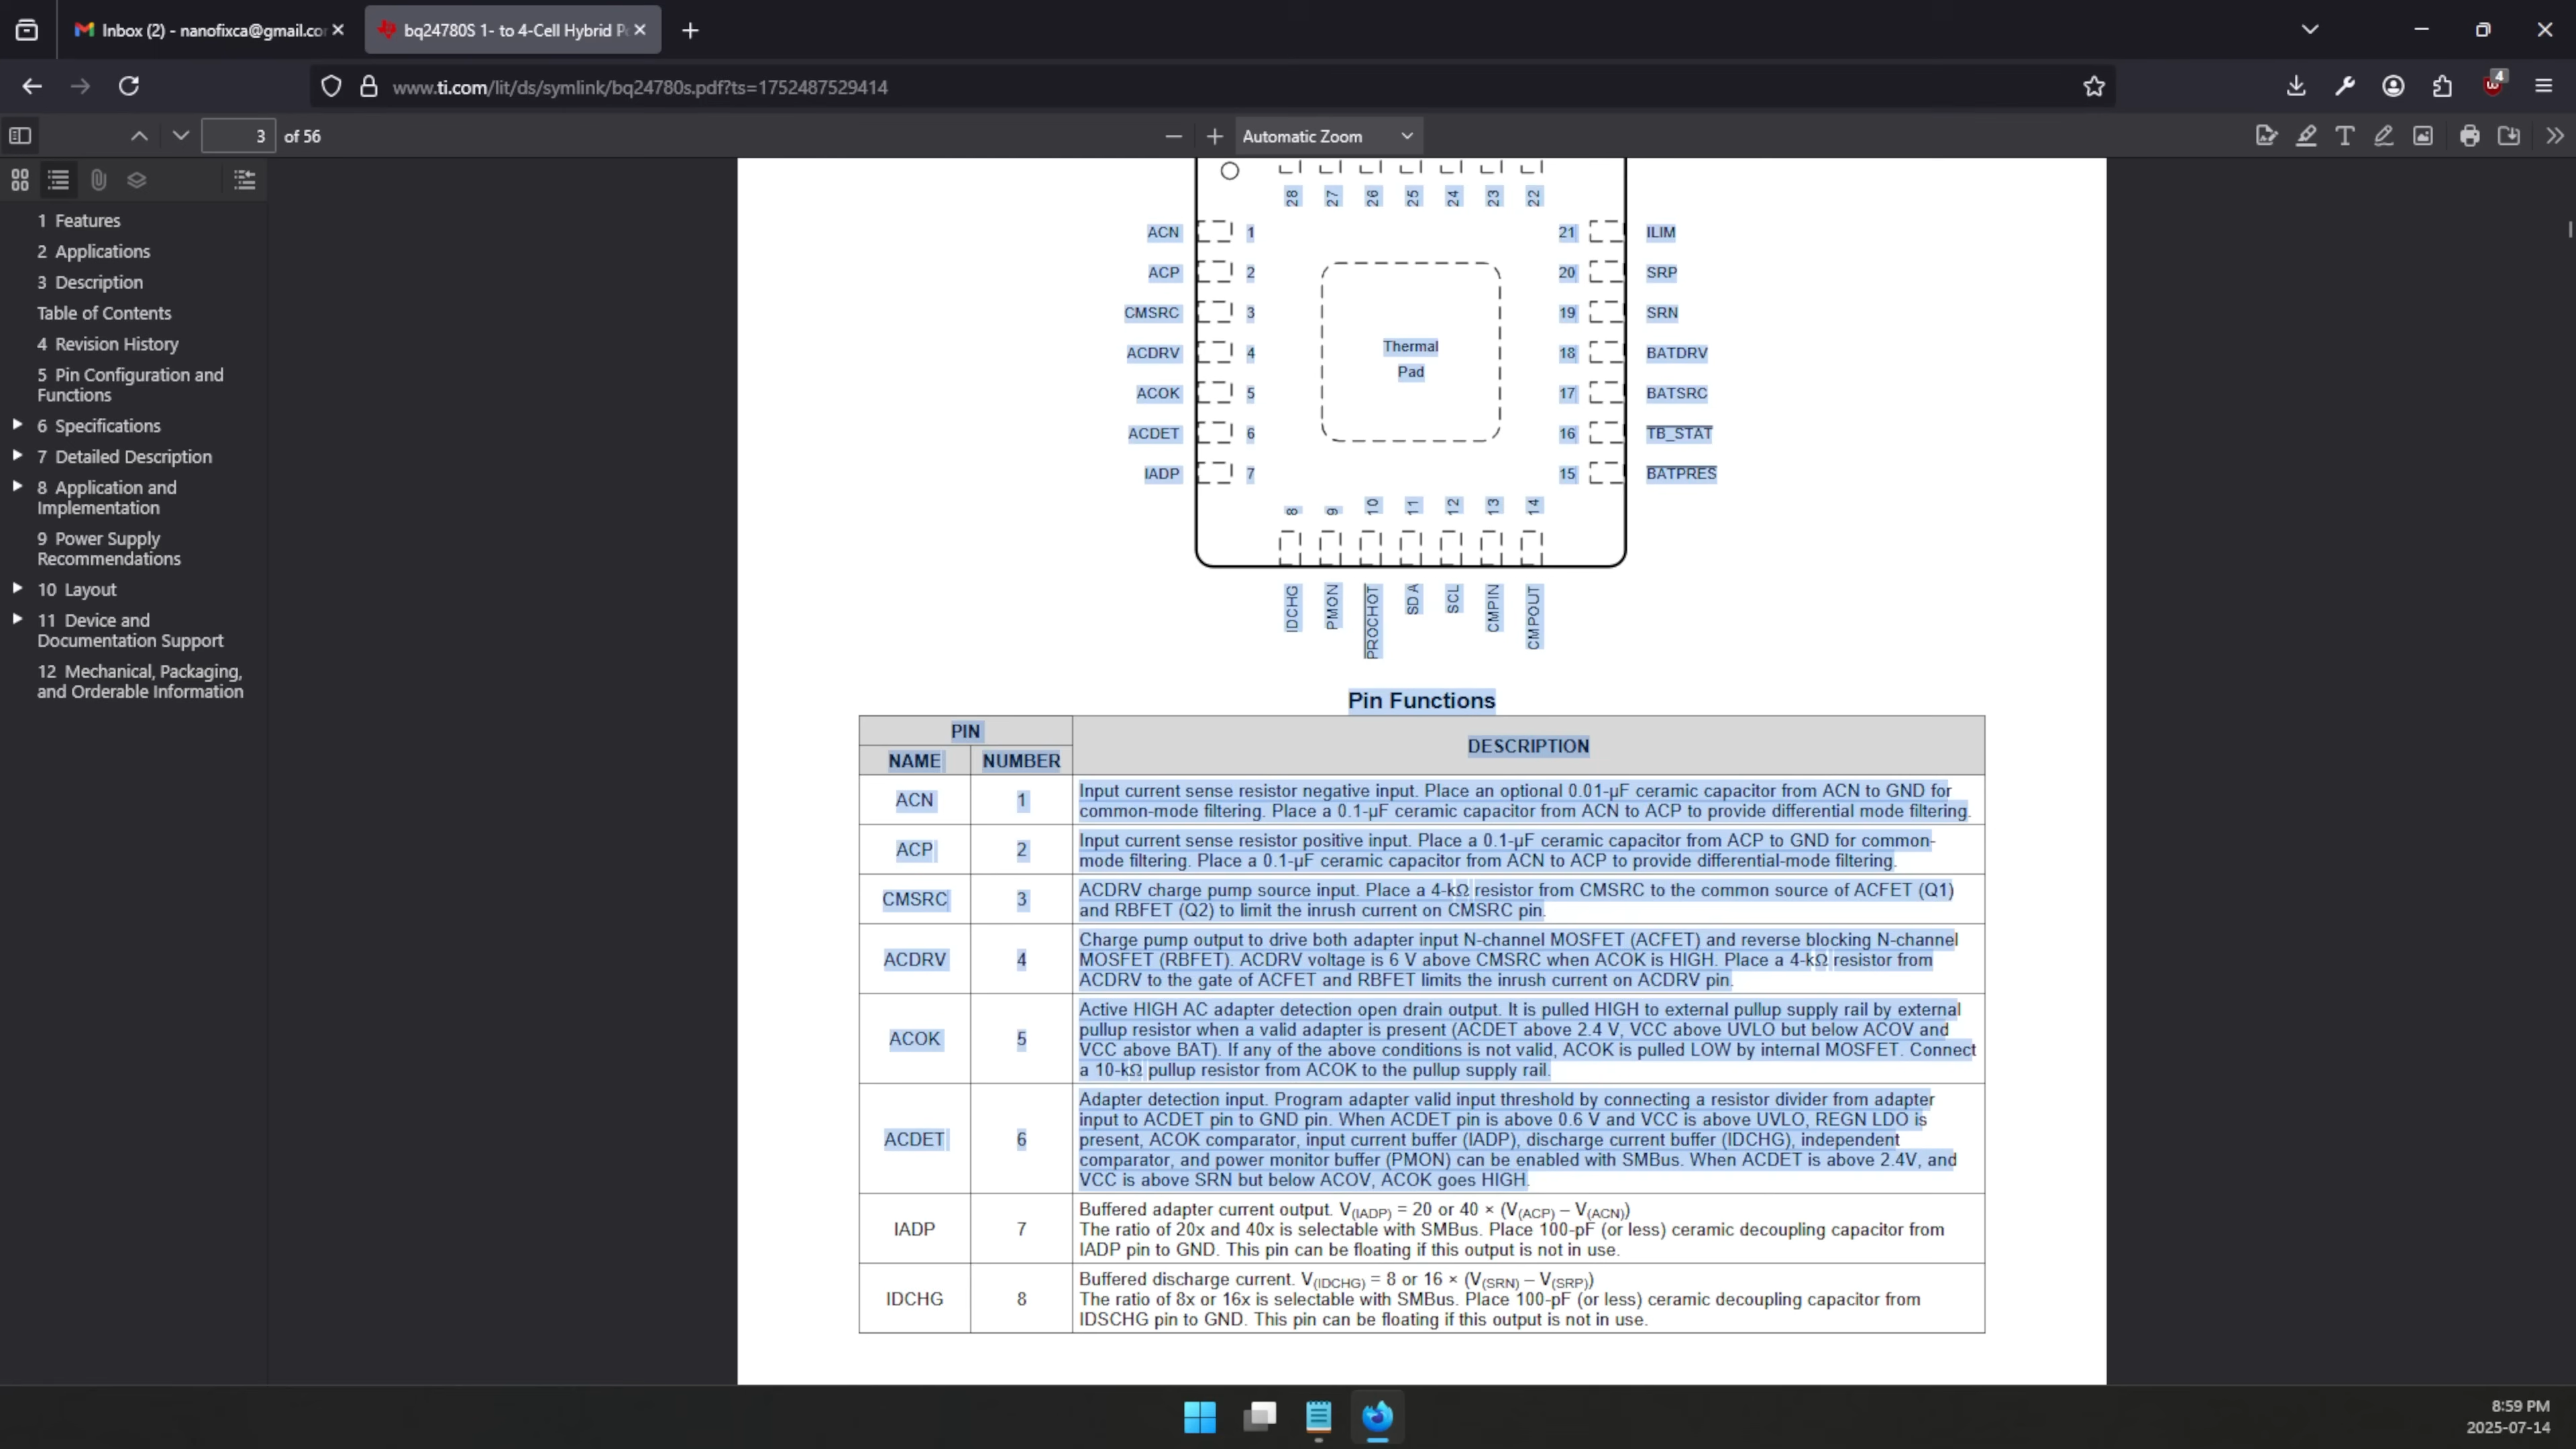 Inbox (2) - nanofixca@gmail.co
bq24780S 1- to 4-Cell Hybrid P
www.ti.com/lit/ds/symlink/bq24780s.pdf?ts=1752487529414
4
3 of 56
Automatic Zoom
1 Features
2 Applications
3 Description
Table of Contents
4 Revision History
5 Pin Configuration and
Functions
6 Specifications
7 Detailed Description
8 Application and
Implementation
9 Power Supply
Recommendations
10 Layout
11 Device and
Documentation Support
12 Mechanical, Packaging,
and Orderable Information
28 27 26 25 24 23 22
ACN 1 21 ILIM
ACP 2 20 SRP
CMSRC 3 19 SRN
ACDRV 4 18 BATDRV
ACOK 5 17 BATSRC
ACDET 6 16 TB_STAT
IADP 7 15 BATPRES
Thermal
Pad
8 9 10 11 12 13 14
IDCHG PMON PROCHOT SDA SCL CMPIN CMPOUT
Pin Functions
PIN
DESCRIPTION
NAME NUMBER
ACN 1 Input current sense resistor negative input. Place an optional 0.01-µF ceramic capacitor from ACN to GND for
common-mode filtering. Place a 0.1-µF ceramic capacitor from ACN to ACP to provide differential mode filtering.
ACP 2 Input current sense resistor positive input. Place a 0.1-µF ceramic capacitor from ACP to GND for common-
mode filtering. Place a 0.1-µF ceramic capacitor from ACN to ACP to provide differential-mode filtering.
CMSRC 3 ACDRV charge pump source input. Place a 4-kΩ resistor from CMSRC to the common source of ACFET (Q1)
and RBFET (Q2) to limit the inrush current on CMSRC pin.
ACDRV 4 Charge pump output to drive both adapter input N-channel MOSFET (ACFET) and reverse blocking N-channel
MOSFET (RBFET). ACDRV voltage is 6 V above CMSRC when ACOK is HIGH. Place a 4-kΩ resistor from
ACDRV to the gate of ACFET and RBFET limits the inrush current on ACDRV pin.
ACOK 5 Active HIGH AC adapter detection open drain output. It is pulled HIGH to external pullup supply rail by external
pullup resistor when a valid adapter is present (ACDET above 2.4 V, VCC above UVLO but below ACOV and
VCC above BAT). If any of the above conditions is not valid, ACOK is pulled LOW by internal MOSFET. Connect
a 10-kΩ pullup resistor from ACOK to the pullup supply rail.
ACDET 6 Adapter detection input. Program adapter valid input threshold by connecting a resistor divider from adapter
input to ACDET pin to GND pin. When ACDET pin is above 0.6 V and VCC is above UVLO, REGN LDO is
present, ACOK comparator, input current buffer (IADP), discharge current buffer (IDCHG), independent
comparator, and power monitor buffer (PMON) can be enabled with SMBus. When ACDET is above 2.4V, and
VCC is above SRN but below ACOV, ACOK goes HIGH.
IADP 7 Buffered adapter current output. V(IADP) = 20 or 40 × (V(ACP) – V(ACN))
The ratio of 20x and 40x is selectable with SMBus. Place 100-pF (or less) ceramic decoupling capacitor from
IADP pin to GND. This pin can be floating if this output is not in use.
IDCHG 8 Buffered discharge current. V(IDCHG) = 8 or 16 × (V(SRN) – V(SRP))
The ratio of 8x or 16x is selectable with SMBus. Place 100-pF (or less) ceramic decoupling capacitor from
IDSCHG pin to GND. This pin can be floating if this output is not in use.
8:59 PM
2025-07-14